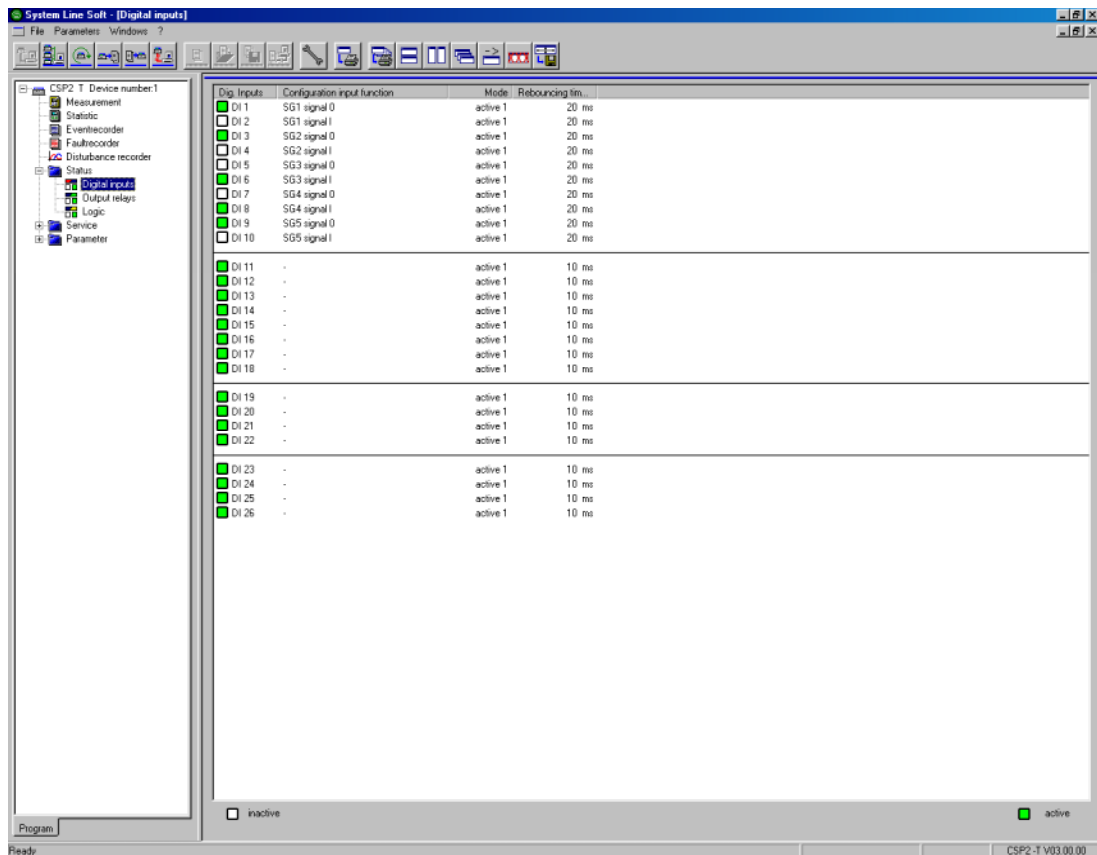 System Line Soft - [Digital inputs]
File Parameters Windows ?
CSP2 T Device number:1
Measurement
Statistic
Eventrecorder
Faultrecorder
Disturbance recorder
Status
Digital inputs
Output relays
Logic
Service
Parameter
Program
Dig. Inputs Configuration input function Mode Rebouncing tim...
DI 1 SG1 signal 0 active 1 20 ms
DI 2 SG1 signal I active 1 20 ms
DI 3 SG2 signal 0 active 1 20 ms
DI 4 SG2 signal I active 1 20 ms
DI 5 SG3 signal 0 active 1 20 ms
DI 6 SG3 signal I active 1 20 ms
DI 7 SG4 signal 0 active 1 20 ms
DI 8 SG4 signal I active 1 20 ms
DI 9 SG5 signal 0 active 1 20 ms
DI 10 SG5 signal I active 1 20 ms
DI 11 - active 1 10 ms
DI 12 - active 1 10 ms
DI 13 - active 1 10 ms
DI 14 - active 1 10 ms
DI 15 - active 1 10 ms
DI 16 - active 1 10 ms
DI 17 - active 1 10 ms
DI 18 - active 1 10 ms
DI 19 - active 1 10 ms
DI 20 - active 1 10 ms
DI 21 - active 1 10 ms
DI 22 - active 1 10 ms
DI 23 - active 1 10 ms
DI 24 - active 1 10 ms
DI 25 - active 1 10 ms
DI 26 - active 1 10 ms
inactive active
Ready CSP2 -T V03.00.00